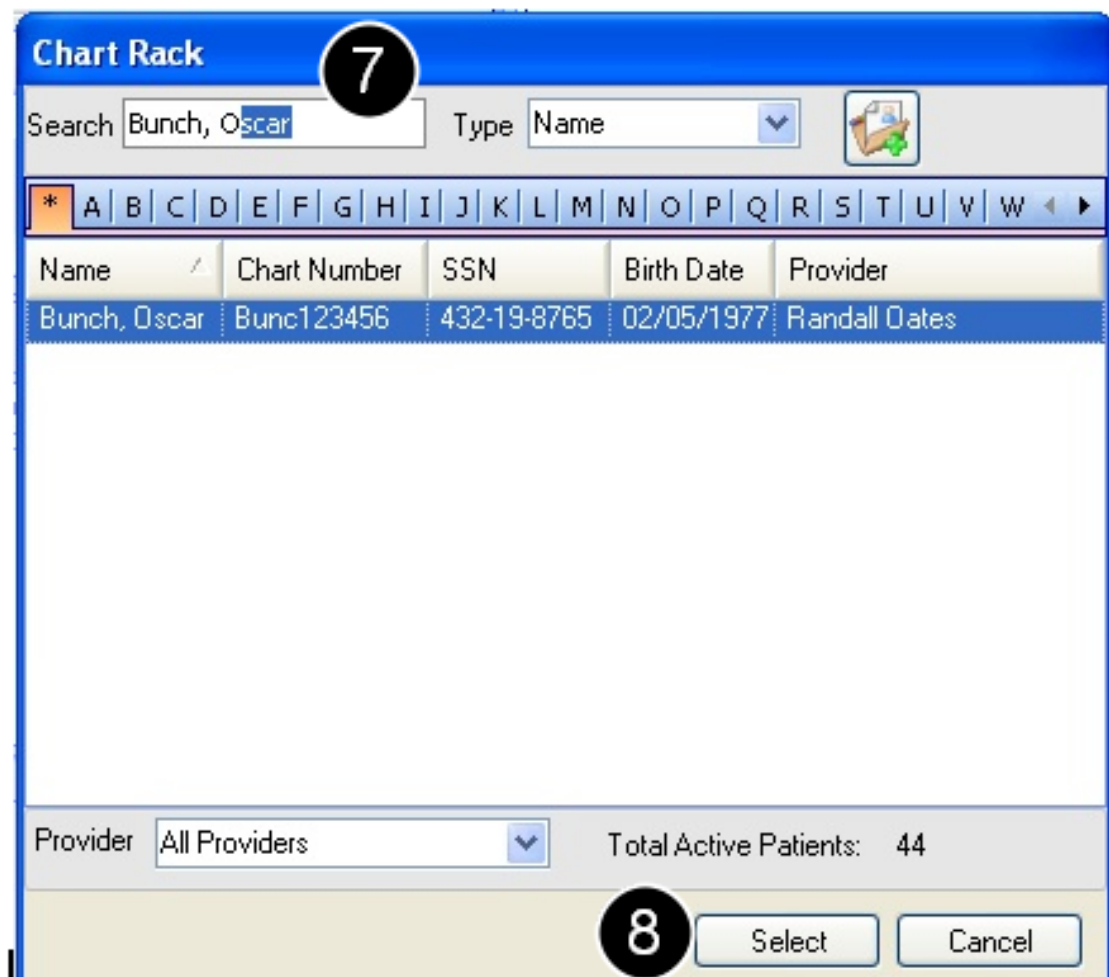 Chart Rack
7
Search Bunch, Oscar Type Name
* A B C D E F G H I J K L M N O P Q R S T U V W
Name Chart Number SSN Birth Date Provider
Bunch, Oscar Bunc123456 432-19-8765 02/05/1977 Randall Oates
Provider All Providers Total Active Patients: 44
8 Select Cancel